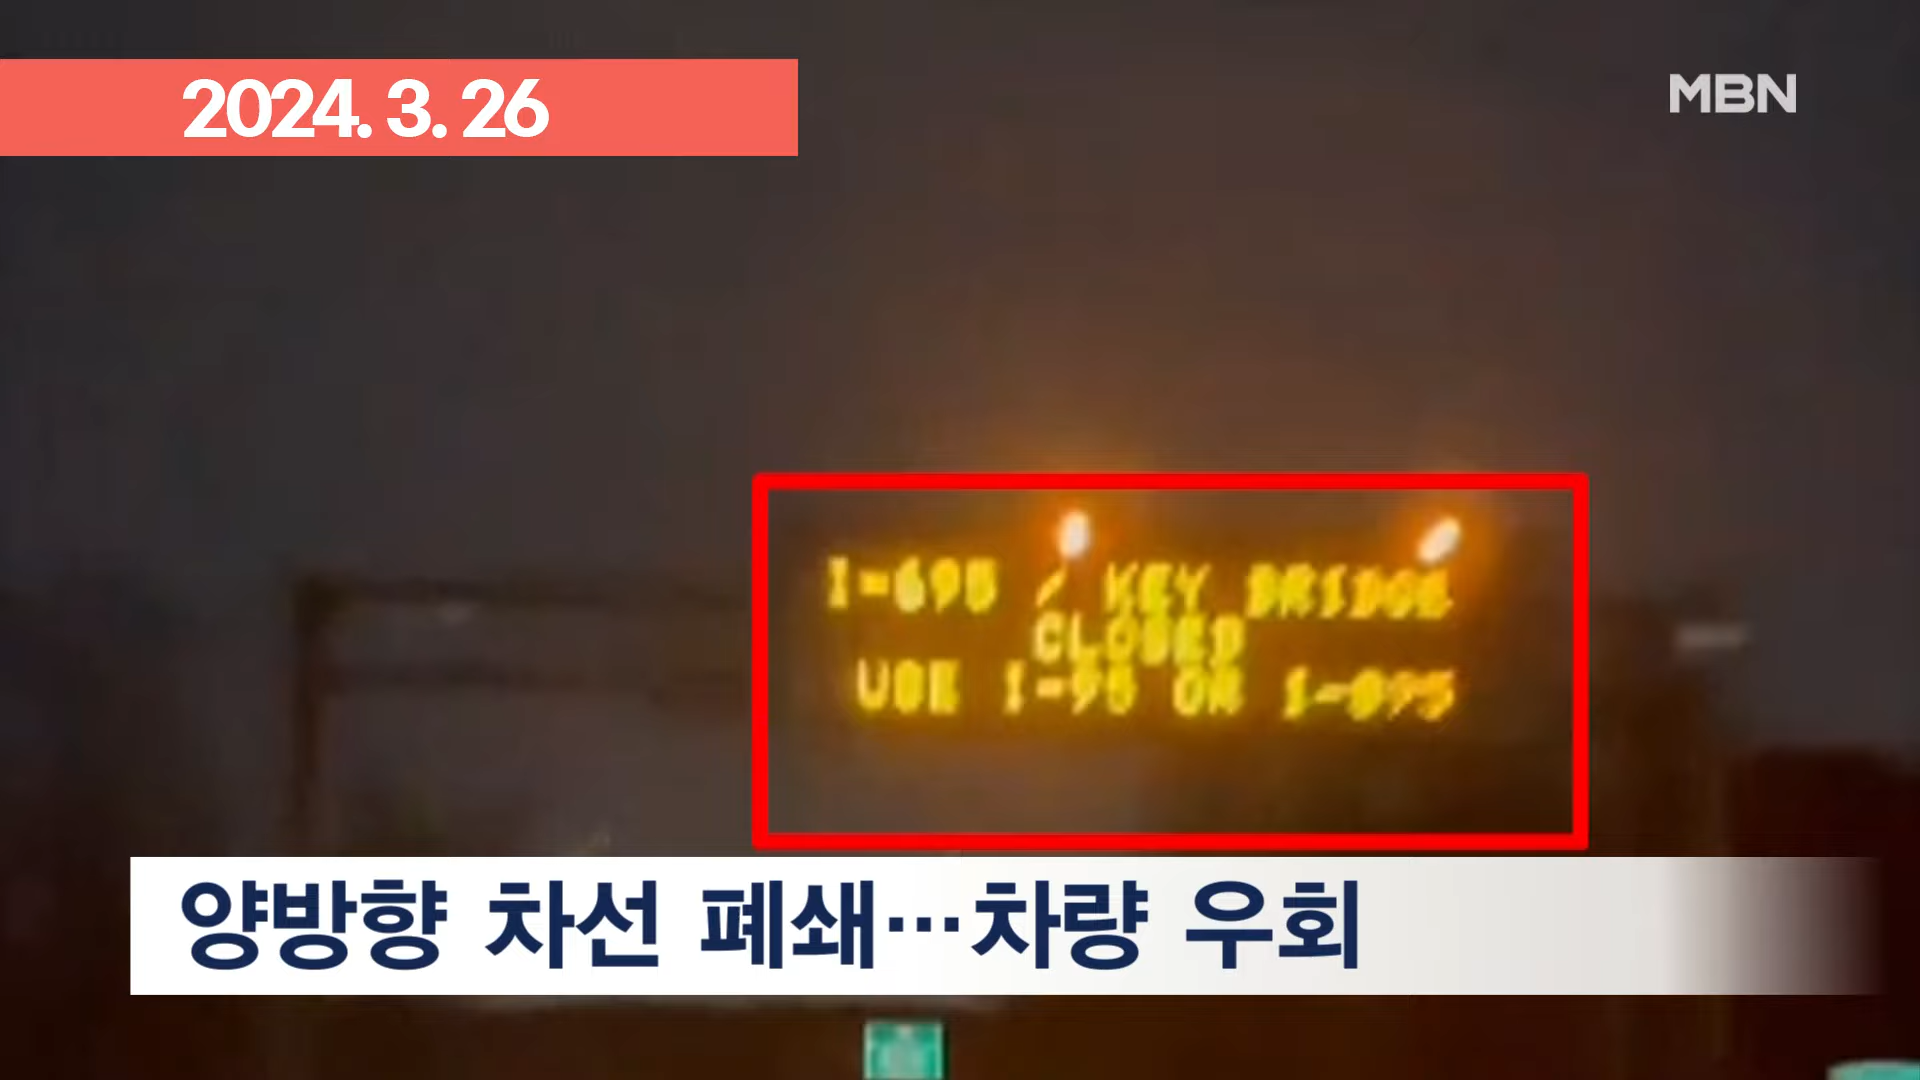 2024. 3. 26
MBN
I-695 / KEY BRIDGE
CLOSED
USE I-95 OR I-895
양방향 차선 폐쇄…차량 우회